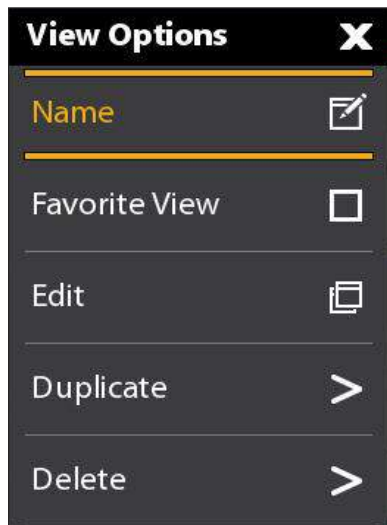 View Options
Name
Favorite View
Edit
Duplicate
Delete